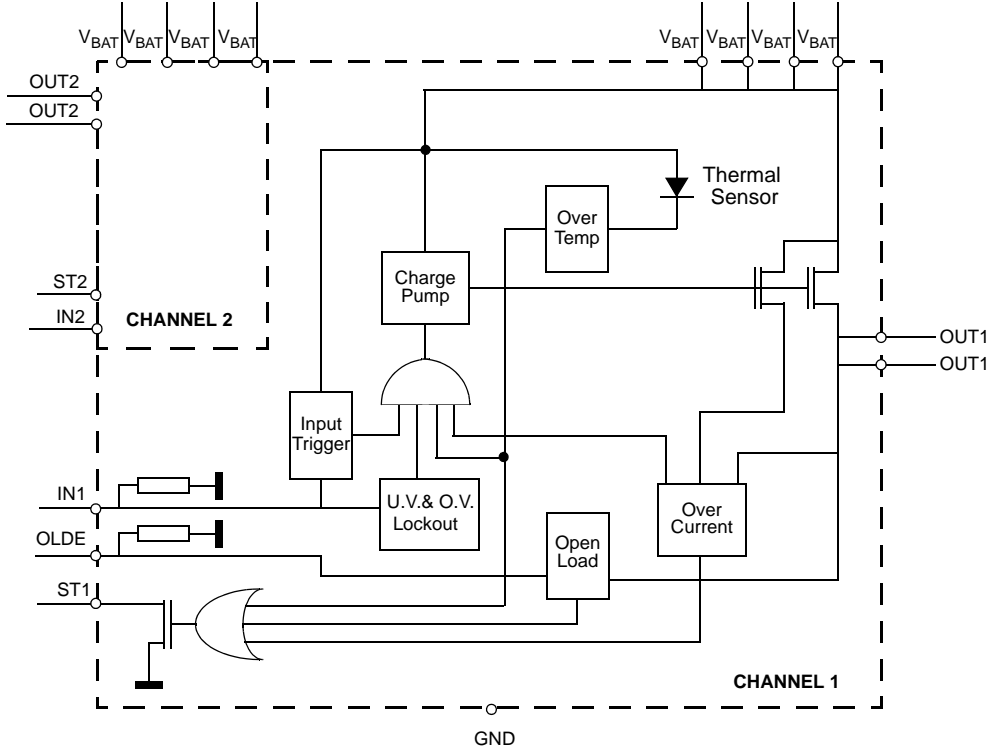 VBAT VBAT VBAT VBAT
VBAT VBAT VBAT VBAT
OUT2
OUT2
Thermal
Sensor
Over
Temp
Charge
Pump
ST2
IN2
CHANNEL 2
OUT1
OUT1
Input
Trigger
IN1
U.V.& O.V.
Lockout
Over
Current
OLDE
Open
Load
ST1
CHANNEL 1
GND